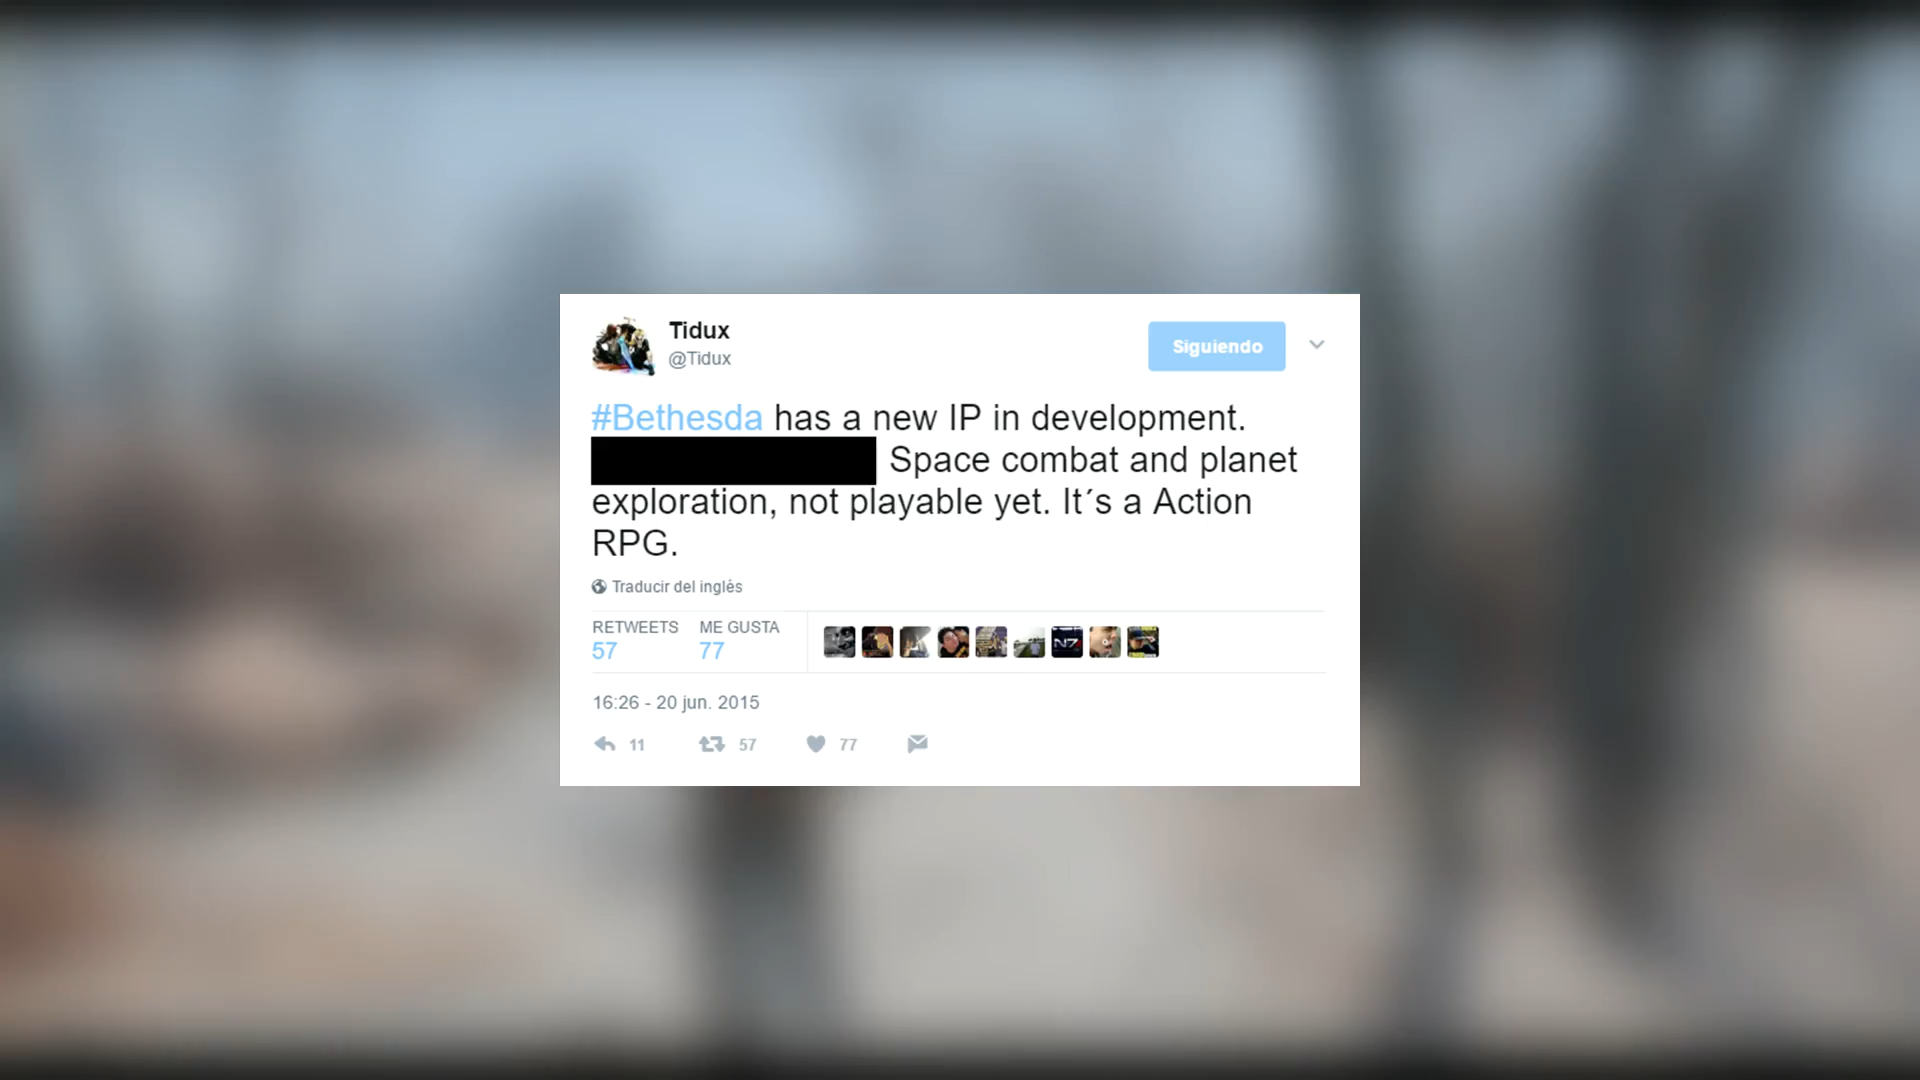 Tidux
@Tidux
Siguiendo
#Bethesda has a new IP in development.
Space combat and planet
exploration, not playable yet. It´s a Action
RPG.
Traducir del inglés
RETWEETS ME GUSTA
57 77
N7
16:26 - 20 jun. 2015
11 57 77